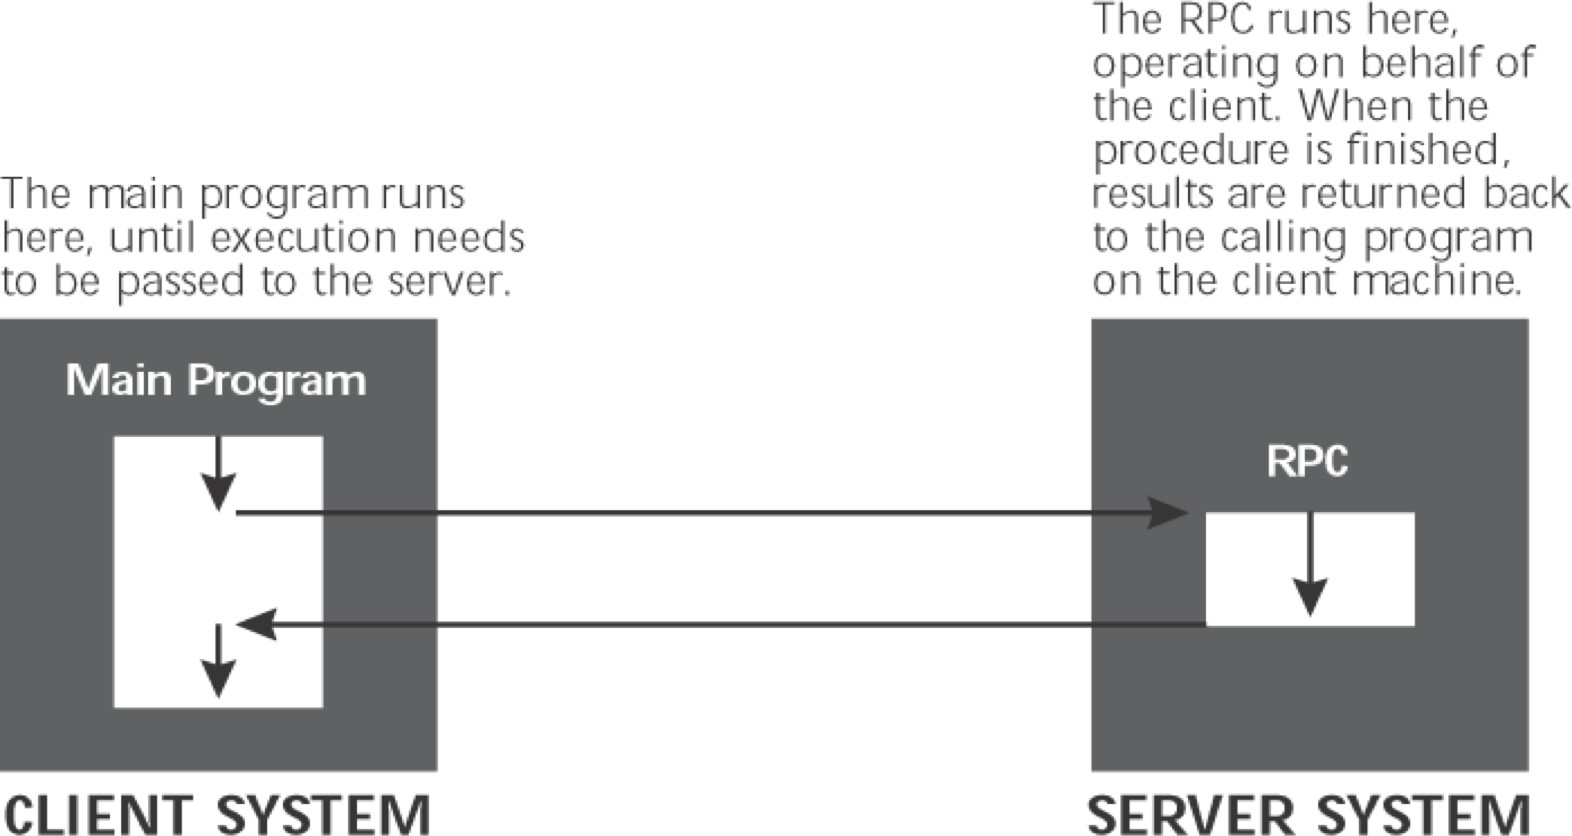 The RPC runs here,
operating on behalf of
the client. When the
procedure is finished,
results are returned back
to the calling program
on the client machine.
The main program runs
here, until execution needs
to be passed to the server.
Main Program
RPC
CLIENT SYSTEM
SERVER SYSTEM